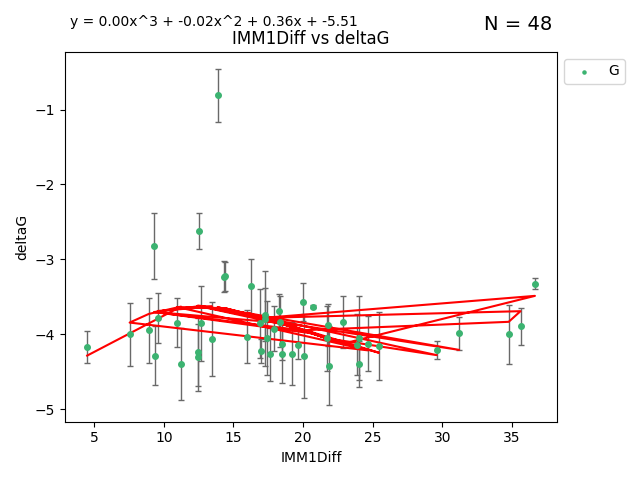 y = 0.00x^3 + -0.02x^2 + 0.36x + -5.51
N = 48
IMM1Diff vs deltaG
G
deltaG
−1
−2
−3
−4
−5
5 10 15 20 25 30 35
IMM1Diff